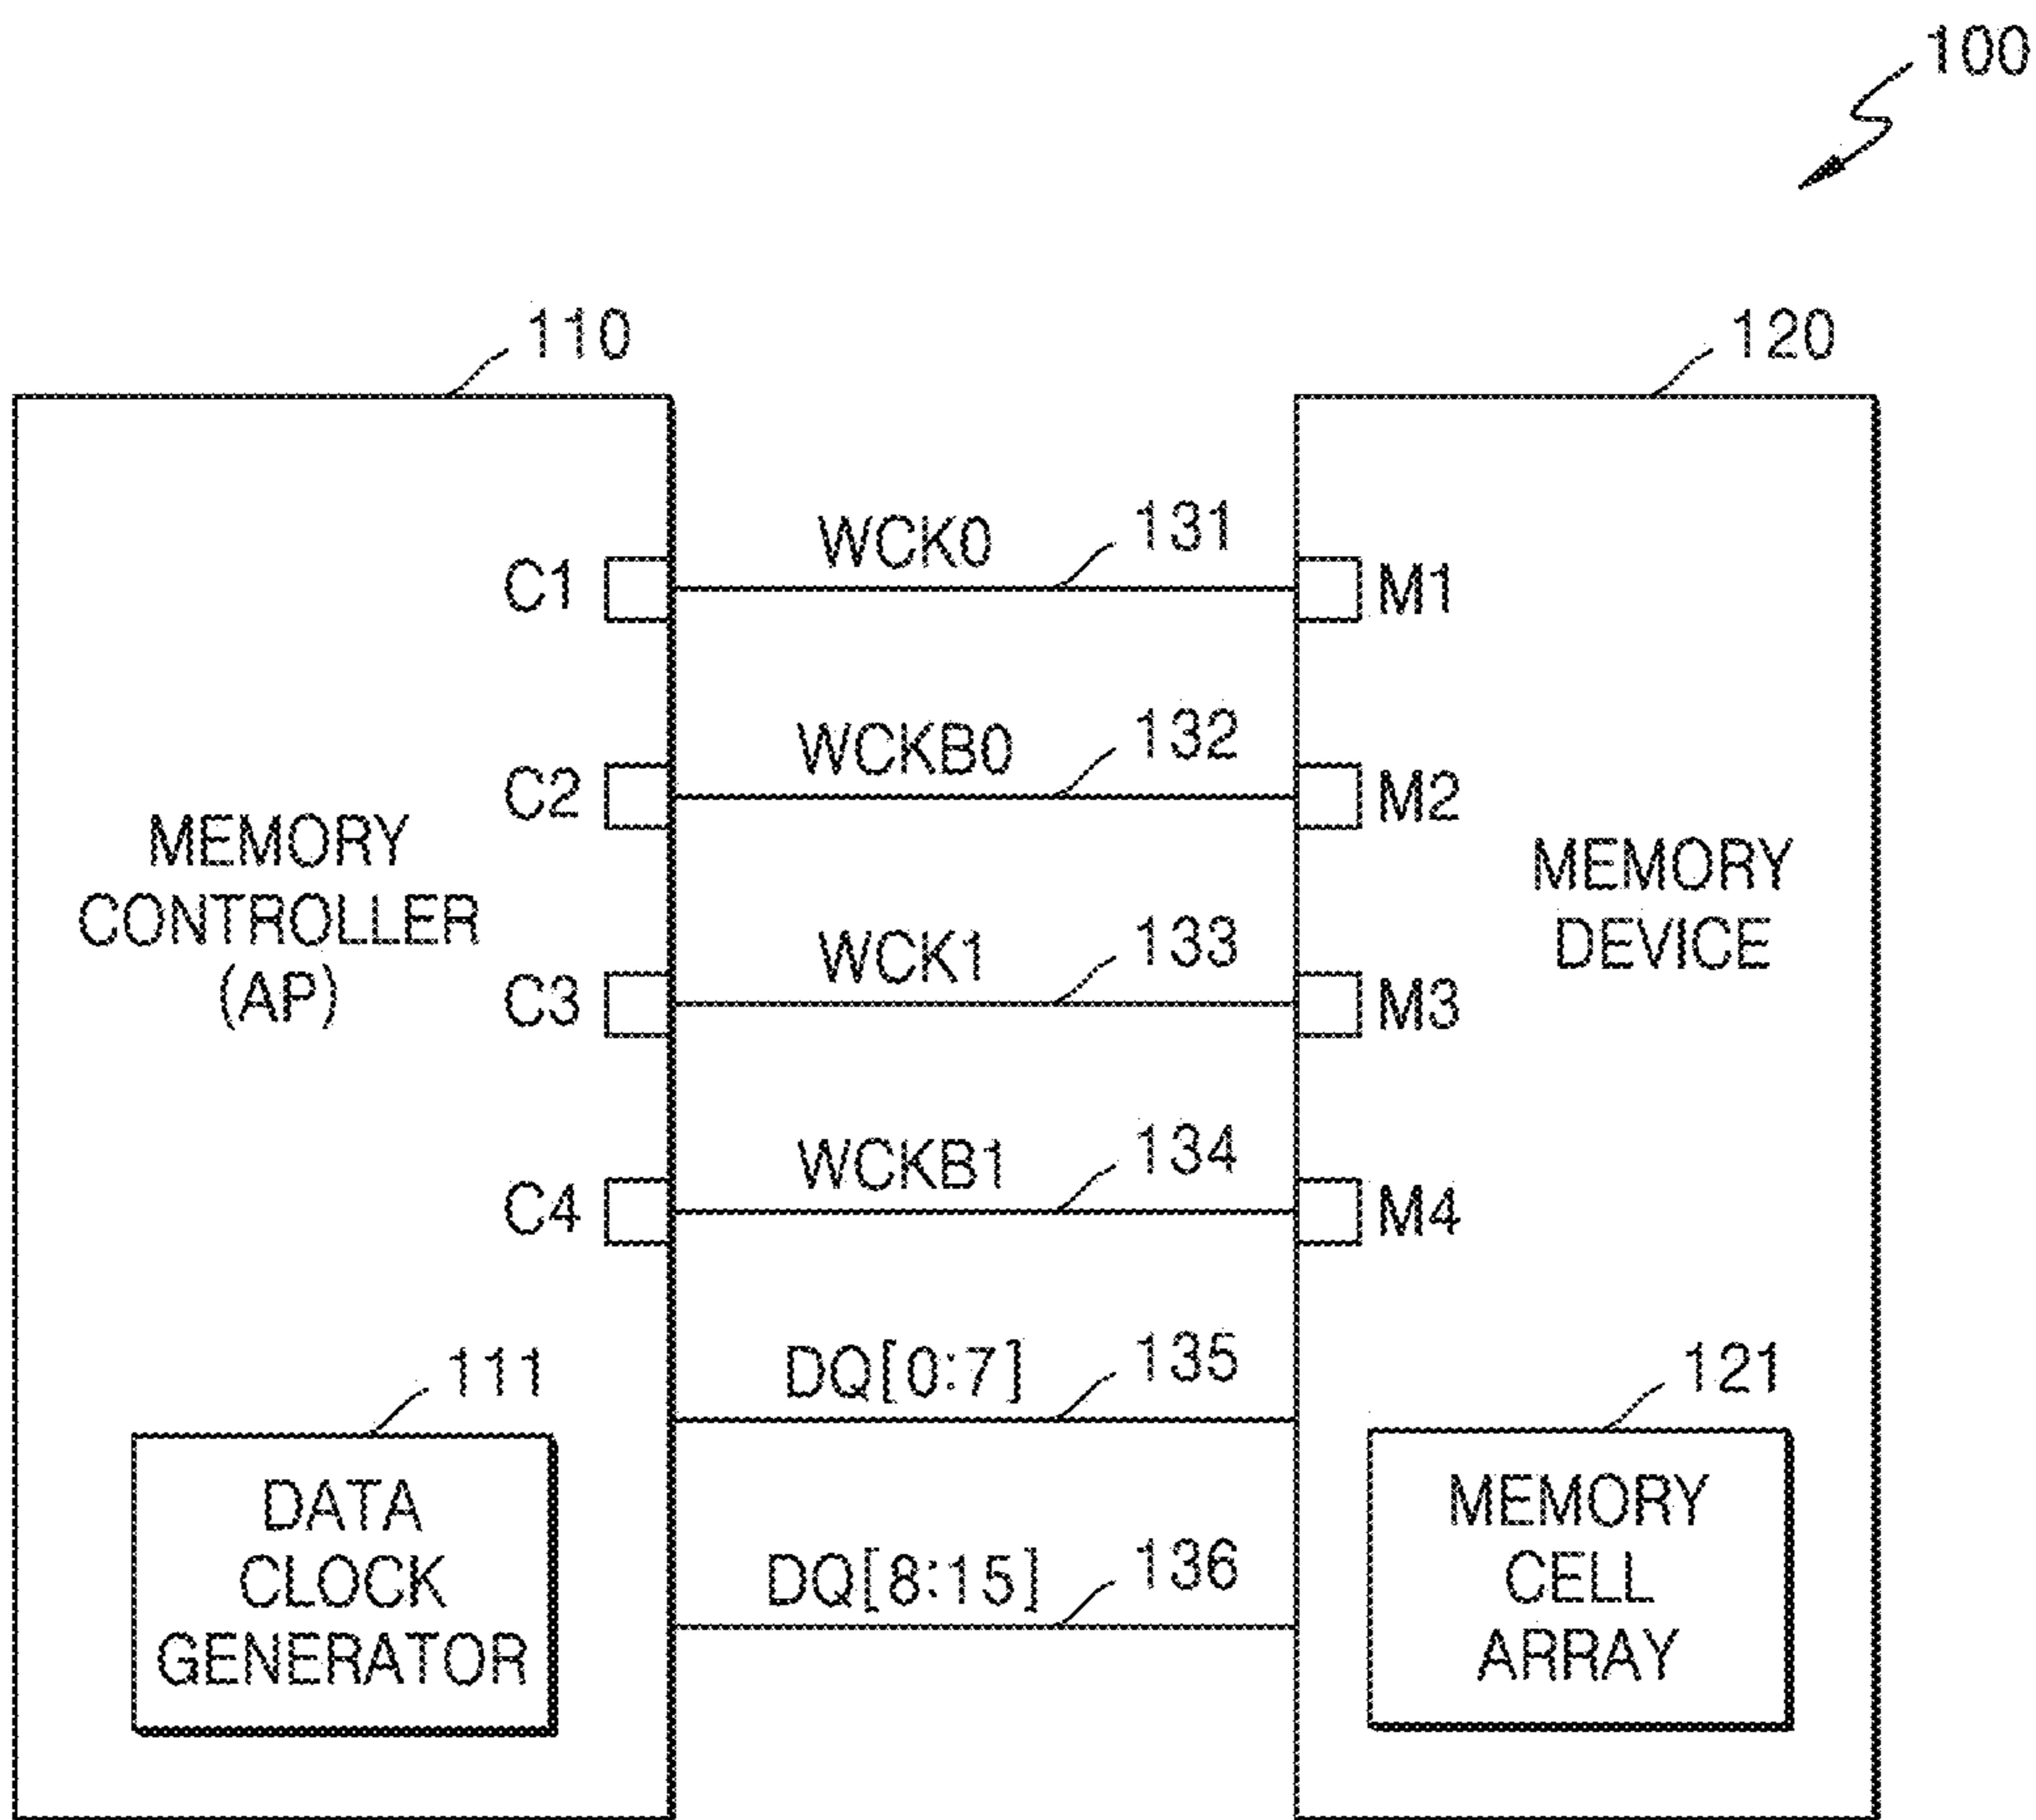 100
110
120
WCK0
131
C1
M1
WCKB0
132
C2
M2
MEMORY
CONTROLLER
(AP)
MEMORY
DEVICE
WCK1
133
C3
M3
WCKB1
134
C4
M4
DQ[0:7]
135
111
DATA
CLOCK
GENERATOR
121
MEMORY
CELL
ARRAY
DQ[8:15]
136